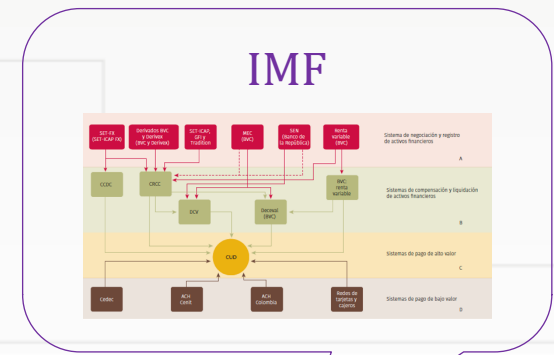 IMF
SET-FX
(SET-ICAP FX)
Derivados BVC
y Derivex
(BVC y Derivex)
SET-ICAP,
GFI y
Tradition
MEC
(BVC)
SEN
(Banco de
la República)
Renta
variable
(BVC)
Sistema de negociación y registro
de activos financieros
A
CCDC
CRCC
BVC-
renta
variable
Sistemas de compensación y liquidación
de activos financieros
DCV
Deceval
(BVC)
B
CUD
Sistemas de pago de alto valor
C
Cedec
ACH
Cenit
ACH
Colombia
Redes de
tarjetas y
cajeros
Sistemas de pago de bajo valor
D